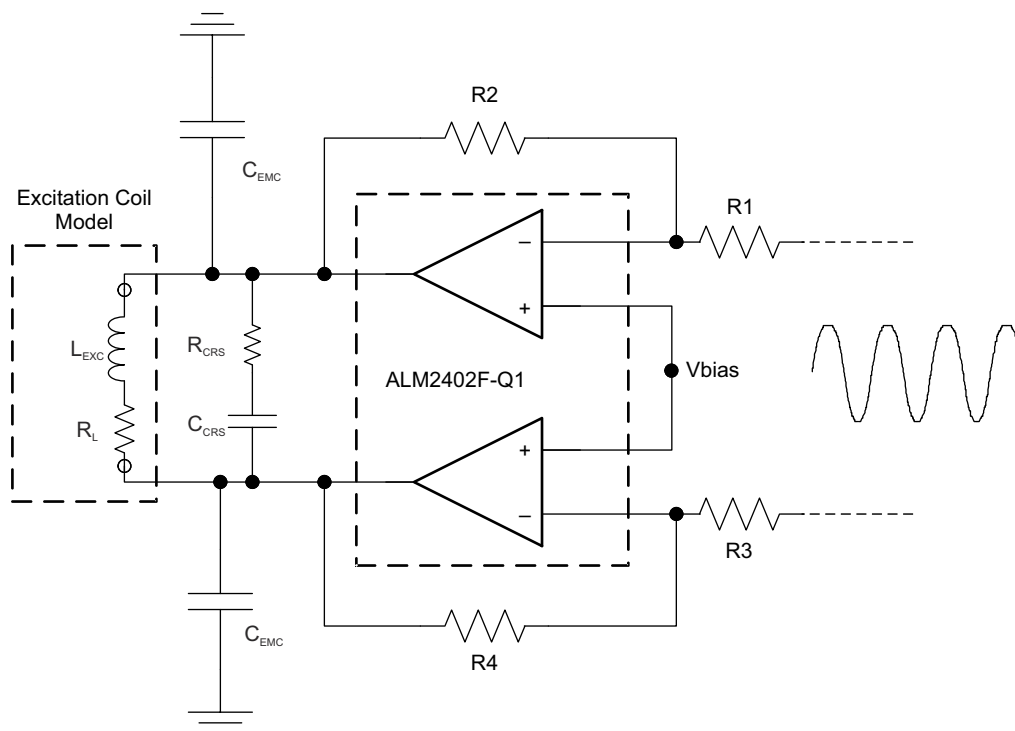 R2
C_EMC
Excitation Coil
Model
R1
−
+
L_EXC
R_CRS
ALM2402F-Q1
Vbias
R_L
C_CRS
+
−
R3
C_EMC
R4